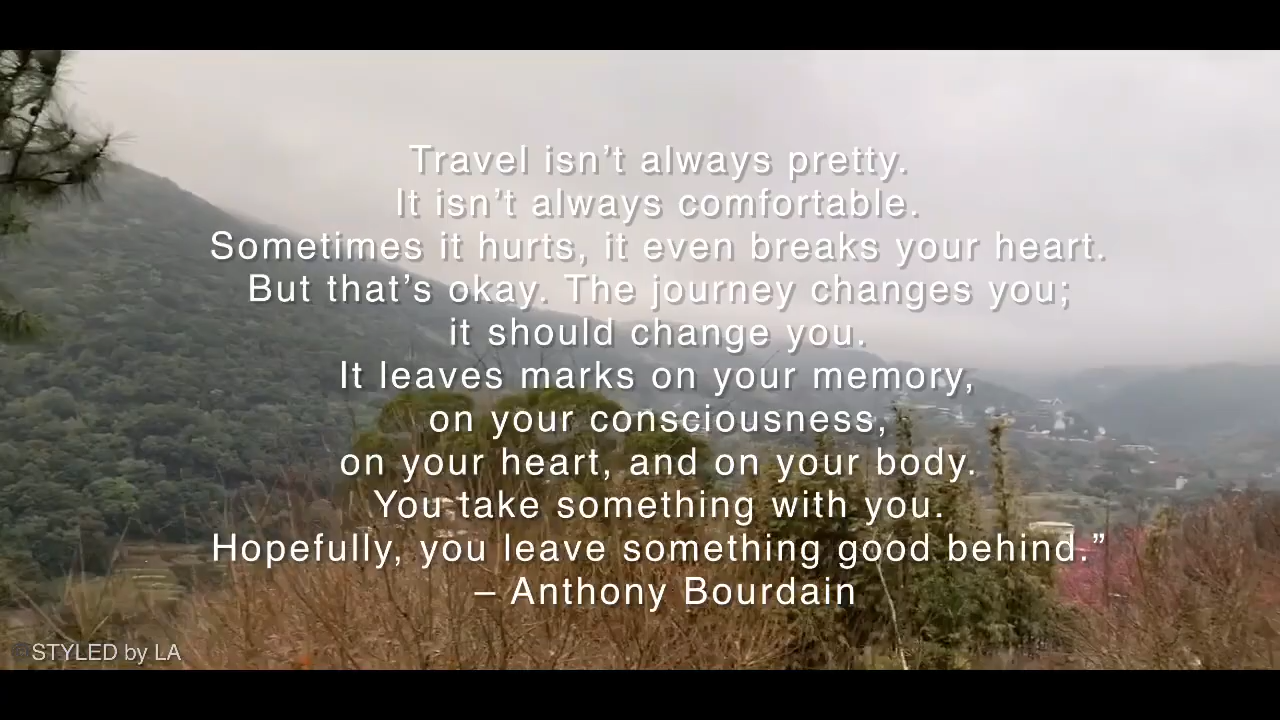 Travel isn’t always pretty.
It isn’t always comfortable.
Sometimes it hurts, it even breaks your heart.
But that’s okay. The journey changes you;
it should change you.
It leaves marks on your memory,
on your consciousness,
on your heart, and on your body.
You take something with you.
Hopefully, you leave something good behind.”
– Anthony Bourdain
©STYLED by LA